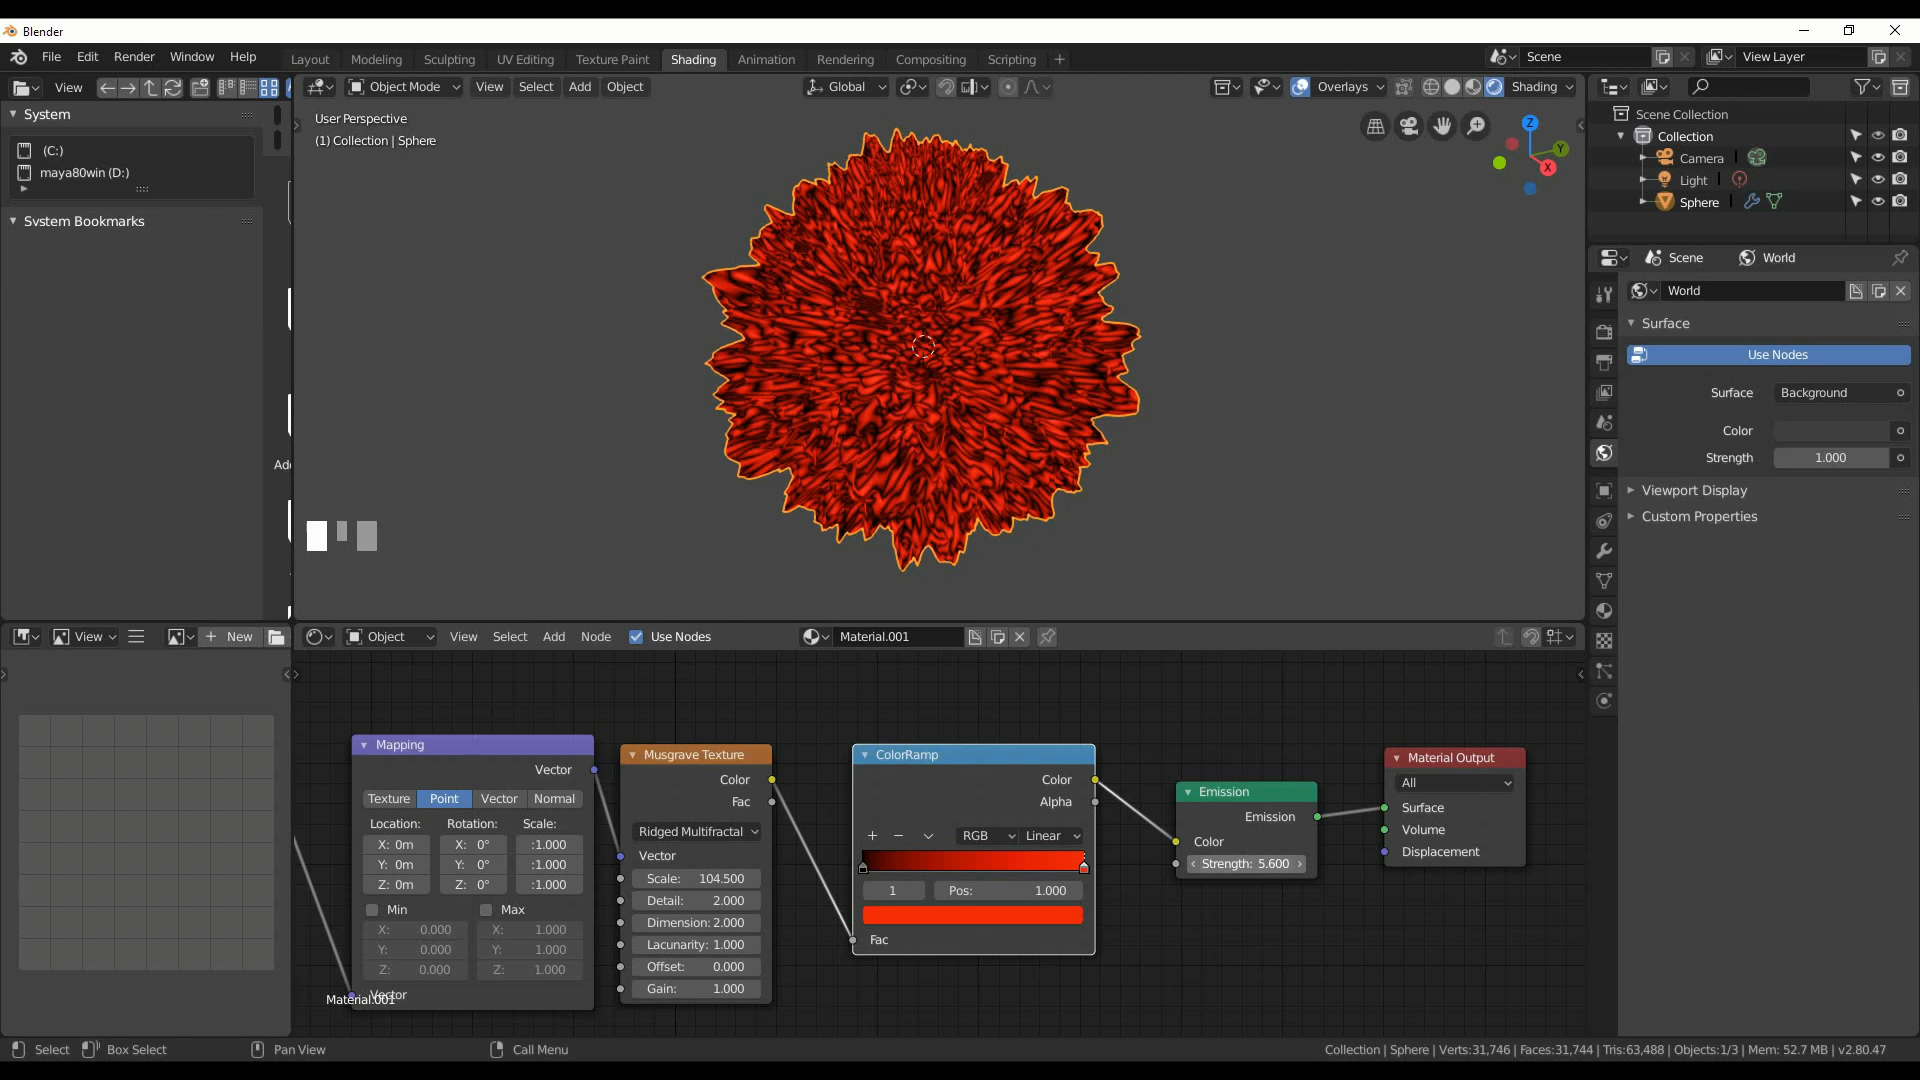 Blender
File Edit Render Window Help
Layout Modeling Sculpting UV Editing Texture Paint Shading Animation Rendering Compositing Scripting +
Scene
View Layer
View
Object Mode View Select Add Object
Global
Overlays
Shading
System
(C:)
maya80win (D:)
System Bookmarks
Add
User Perspective
(1) Collection | Sphere
Z
Y
X
Scene Collection
Collection
Camera
Light
Sphere
Scene World
World
Surface
Use Nodes
Surface Background
Color
Strength 1.000
Viewport Display
Custom Properties
View
+ New
Object View Select Add Node Use Nodes
Material.001
Mapping
Vector
Texture Point Vector Normal
Location: Rotation: Scale:
X: 0m X: 0° :1.000
Y: 0m Y: 0° :1.000
Z: 0m Z: 0° :1.000
Min Max
X: 0.000 X: 1.000
Y: 0.000 Y: 1.000
Z: 0.000 Z: 1.000
Vector
Material.001
Musgrave Texture
Color
Fac
Ridged Multifractal
Vector
Scale: 104.500
Detail: 2.000
Dimension: 2.000
Lacunarity: 1.000
Offset: 0.000
Gain: 1.000
ColorRamp
Color
Alpha
RGB Linear
1 Pos: 1.000
Fac
Emission
Emission
Color
Strength: 5.600
Material Output
All
Surface
Volume
Displacement
Select Box Select Pan View Call Menu
Collection | Sphere | Verts:31,746 | Faces:31,744 | Tris:63,488 | Objects:1/3 | Mem: 52.7 MB | v2.80.47